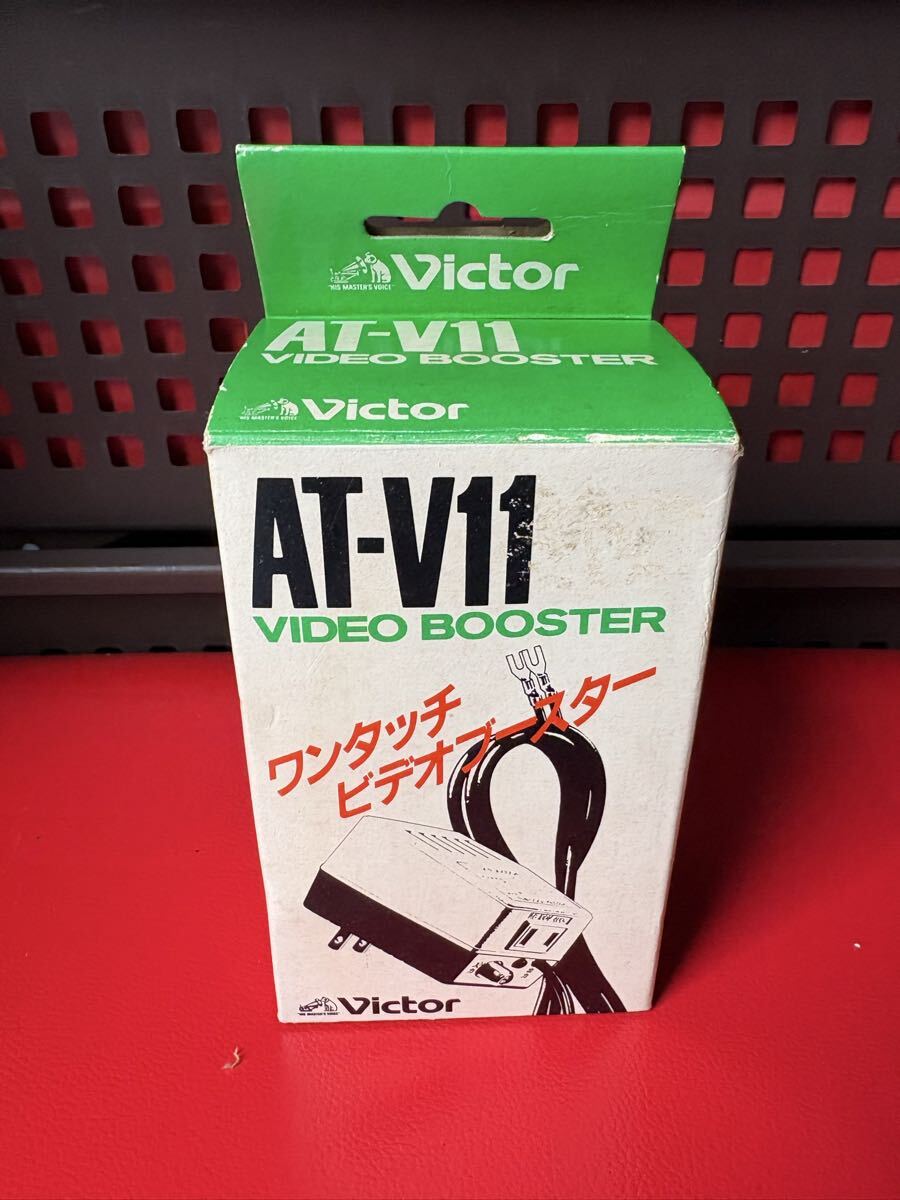 "HIS MASTER'S VOICE" Victor
AT-V11
VIDEO BOOSTER
"HIS MASTER'S VOICE" Victor
AT-V11
VIDEO BOOSTER
ワンタッチ
ビデオブースター
"HIS MASTER'S VOICE" Victor